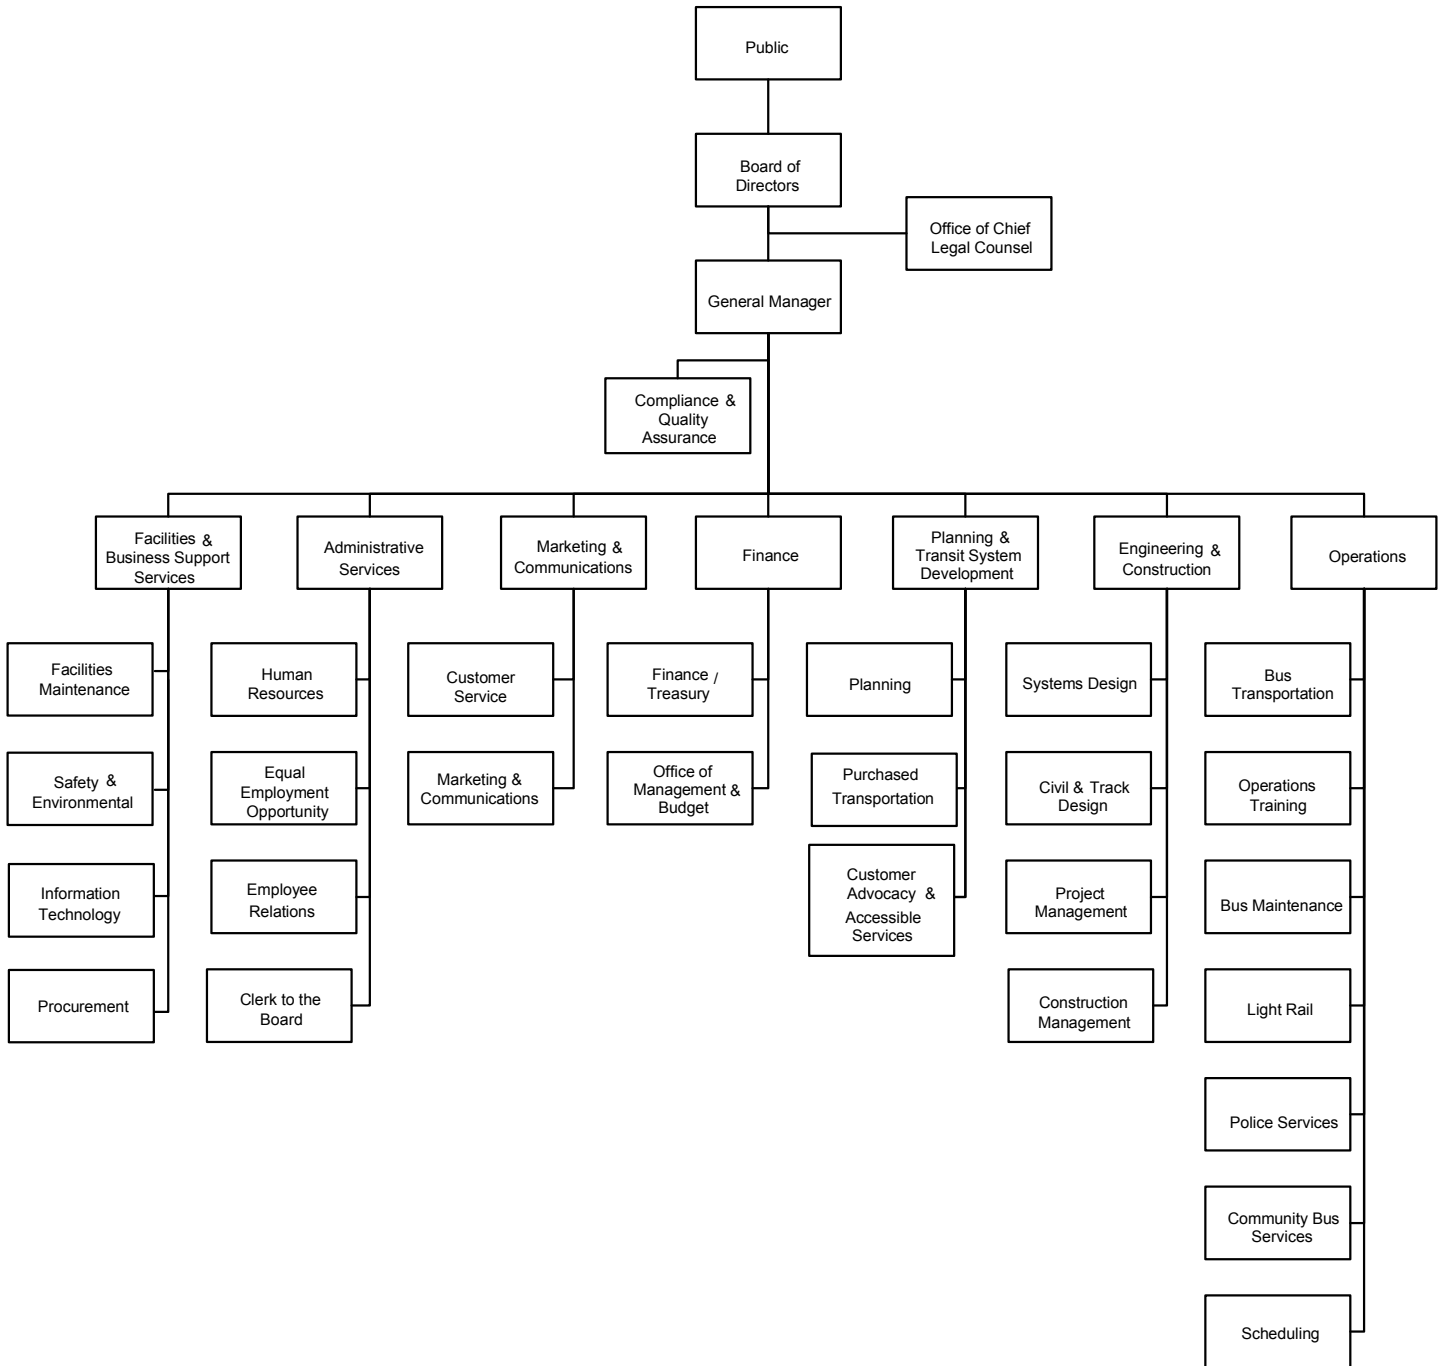 Public
Board of
Directors
Office of Chief
Legal Counsel
General Manager
Compliance &
Quality
Assurance
Facilities &
Business Support
Services
Administrative
Services
Marketing &
Communications
Finance
Planning &
Transit System
Development
Engineering &
Construction
Operations
Facilities
Maintenance
Human
Resources
Customer
Service
Finance /
Treasury
Planning
Systems Design
Bus
Transportation
Safety &
Environmental
Equal
Employment
Opportunity
Marketing &
Communications
Office of
Management &
Budget
Purchased
Transportation
Civil & Track
Design
Operations
Training
Information
Technology
Employee
Relations
Customer
Advocacy &
Accessible
Services
Project
Management
Bus Maintenance
Procurement
Clerk to the
Board
Construction
Management
Light Rail
Police Services
Community Bus
Services
Scheduling